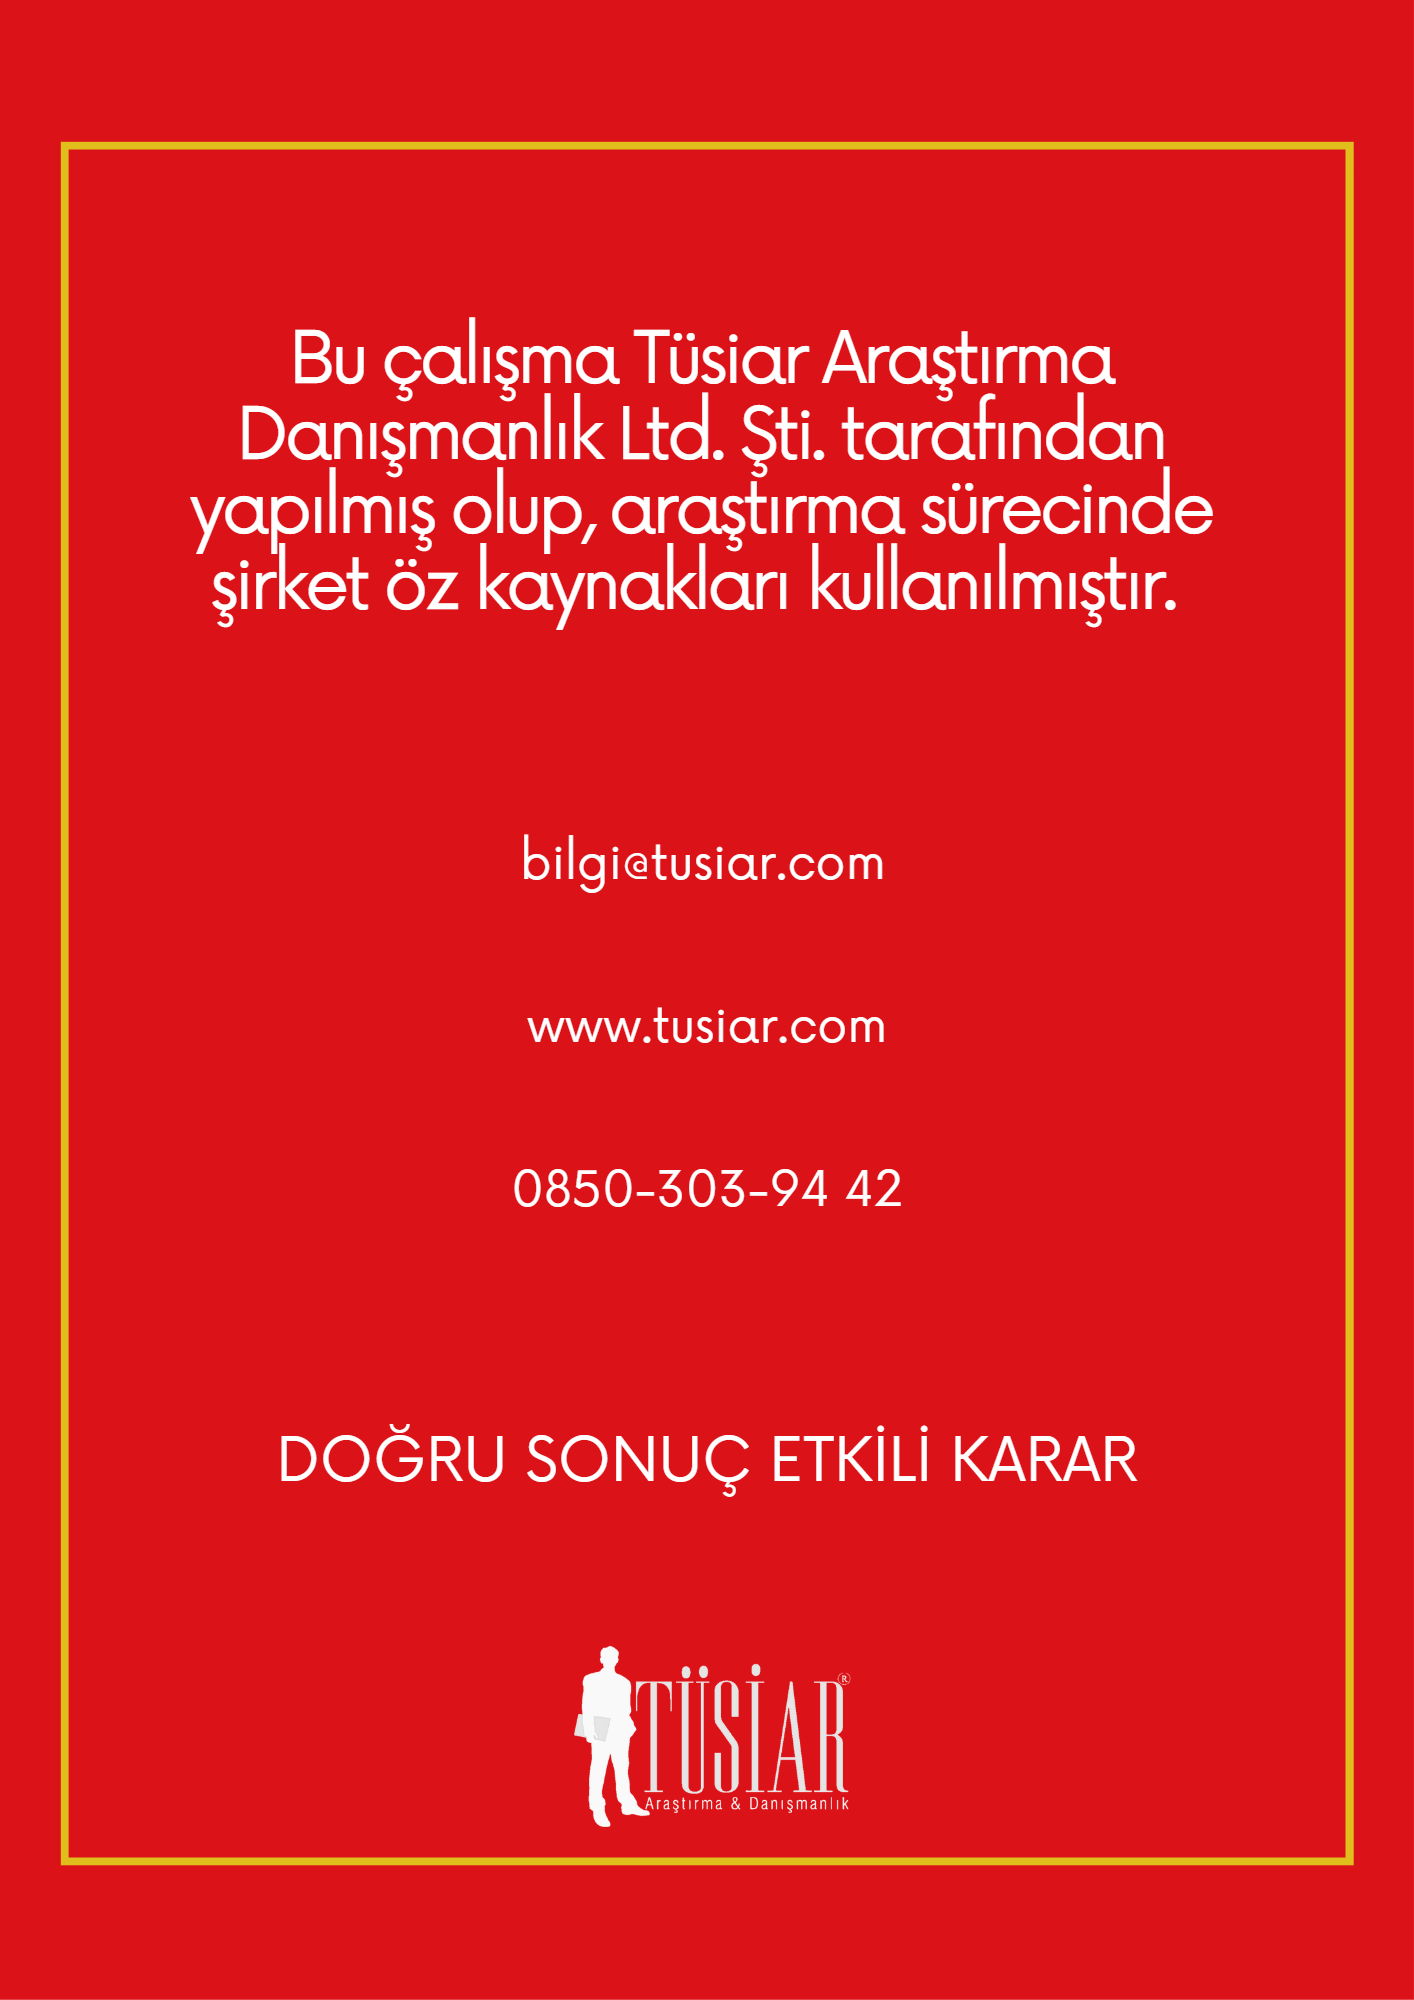 Bu çalışma Tüsiar Araştırma
Danışmanlık Ltd. Şti. tarafından
yapılmış olup, araştırma sürecinde
şirket öz kaynakları kullanılmıştır.
bilgi@tusiar.com
www.tusiar.com
0850-303-94 42
DOĞRU SONUÇ ETKİLİ KARAR
TÜSİAR®
Araştırma & Danışmanlık